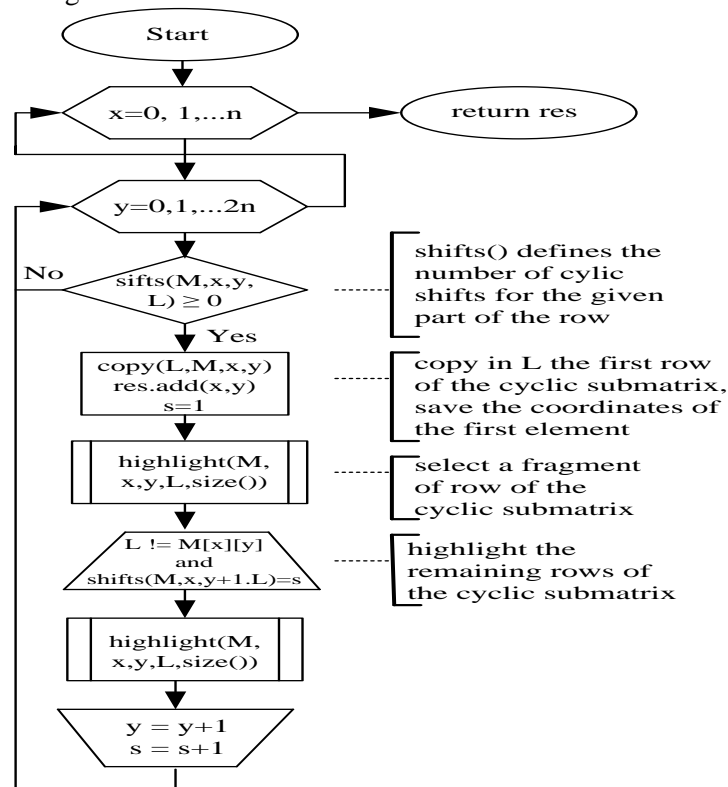 Start
x=0, 1,...n
return res
y=0,1,...2n
No
sifts(M,x,y,
L) ≥ 0
shifts() defines the
number of cylic
shifts for the given
part of the row
Yes
copy(L,M,x,y)
res.add(x,y)
s=1
copy in L the first row
of the cyclic submatrix,
save the coordinates of
the first element
highlight(M,
x,y,L,size())
select a fragment
of row of the
cyclic submatrix
L != M[x][y]
and
shifts(M,x,y+1.L)=s
highlight the
remaining rows of
the cyclic submatrix
highlight(M,
x,y,L,size())
y = y+1
s = s+1